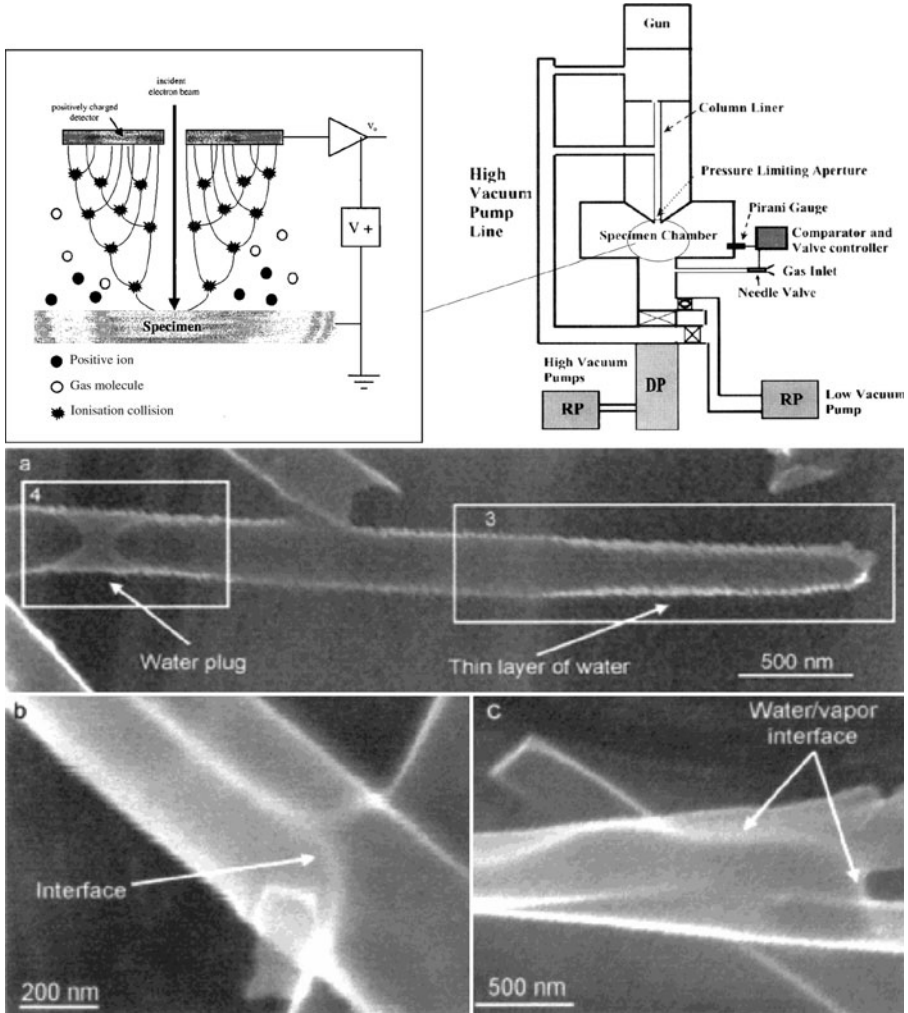 incident
electron beam
positively charged
detector
V +
Specimen
Positive ion
Gas molecule
Ionisation collision
Gun
Column Liner
Pressure Limiting Aperture
High
Vacuum
Pump
Line
Pirani Gauge
Specimen Chamber
Comparator and
Valve controller
Gas Inlet
Needle Valve
High Vacuum
Pumps
RP
DP
RP
Low Vacuum
Pump
a
4
3
Water plug
Thin layer of water
500 nm
b
Interface
200 nm
c
Water/vapor
interface
500 nm